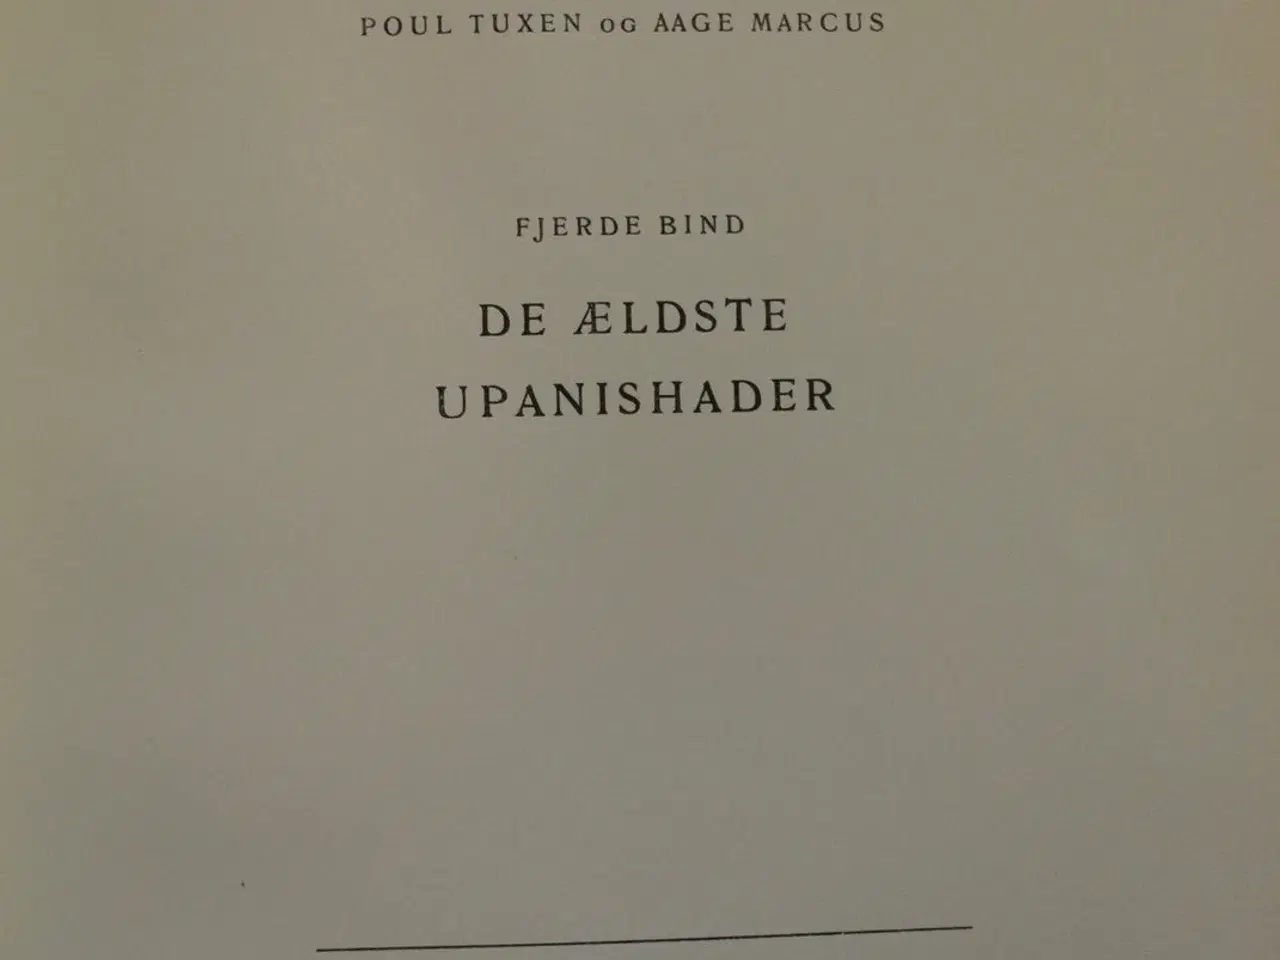 POUL TUXEN OG AAGE MARCUS
FJERDE BIND
DE ÆLDSTE
UPANISHADER